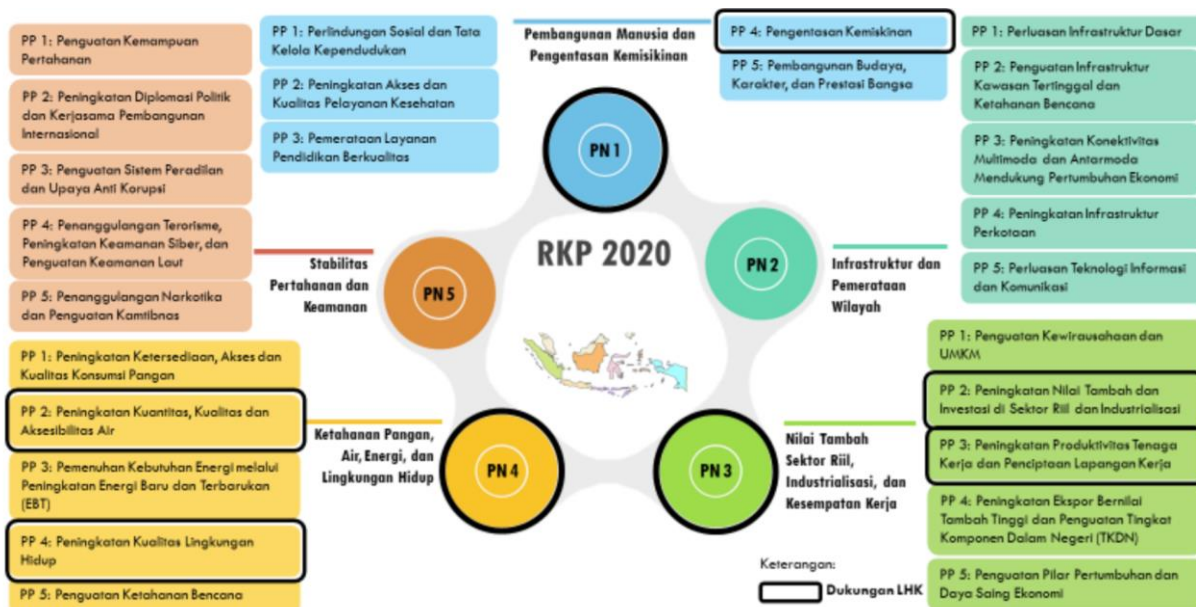 PP 1: Penguatan Kemampuan
Pertahanan
PP 2: Peningkatan Diplomasi Politik
dan Kerjasama Pembangunan
Internasional
PP 3: Penguatan Sistem Peradilan
dan Upaya Anti Korupsi
PP 4: Penanggulangan Terorisme,
Peningkatan Keamanan Siber, dan
Penguatan Keamanan Laut
PP 5: Penanggulangan Narkotika
dan Penguatan Kamtibnas
PP 1: Perlindungan Sosial dan Tata
Kelola Kependudukan
PP 2: Peningkatan Akses dan
Kualitas Pelayanan Kesehatan
PP 3: Pemerataan Layanan
Pendidikan Berkualitas
Pembangunan Manusia dan
Pengentasan Kemisikinan
PP 4: Pengentasan Kemiskinan
PP 5: Pembangunan Budaya,
Karakter, dan Prestasi Bangsa
PP 1: Perluasan Infrastruktur Dasar
PP 2: Penguatan Infrastruktur
Kawasan Tertinggal dan
Ketahanan Bencana
PP 3: Peningkatan Konektivitas
Multimoda dan Antarmoda
Mendukung Pertumbuhan Ekonomi
PP 4: Peningkatan Infrastruktur
Perkotaan
PP 5: Perluasan Teknologi Informasi
dan Komunikasi
PN 1
RKP 2020
PN 2
Infrastruktur dan
Pemerataan
Wilayah
Stabilitas
Pertahanan dan
Keamanan
PN 5
PP 1: Peningkatan Ketersediaan, Akses dan
Kualitas Konsumsi Pangan
PP 2: Peningkatan Kuantitas, Kualitas dan
Aksesibilitas Air
PP 3: Pemenuhan Kebutuhan Energi melalui
Peningkatan Energi Baru dan Terbarukan
(EBT)
PP 4: Peningkatan Kualitas Lingkungan
Hidup
PP 5: Penguatan Ketahanan Bencana
Ketahanan Pangan,
Air, Energi, dan
Lingkungan Hidup
PN 4
PN 3
Nilai Tambah
Sektor Riil,
Industrialisasi, dan
Kesempatan Kerja
PP 1: Penguatan Kewirausahaan dan
UMKM
PP 2: Peningkatan Nilai Tambah dan
Investasi di Sektor Riil dan Industrialisasi
PP 3: Peningkatan Produktivitas Tenaga
Kerja dan Penciptaan Lapangan Kerja
PP 4: Peningkatan Ekspor Bernilai
Tambah Tinggi dan Penguatan Tingkat
Komponen Dalam Negeri (TKDN)
PP 5: Penguatan Pilar Pertumbuhan dan
Daya Saing Ekonomi
Keterangan:
Dukungan LHK